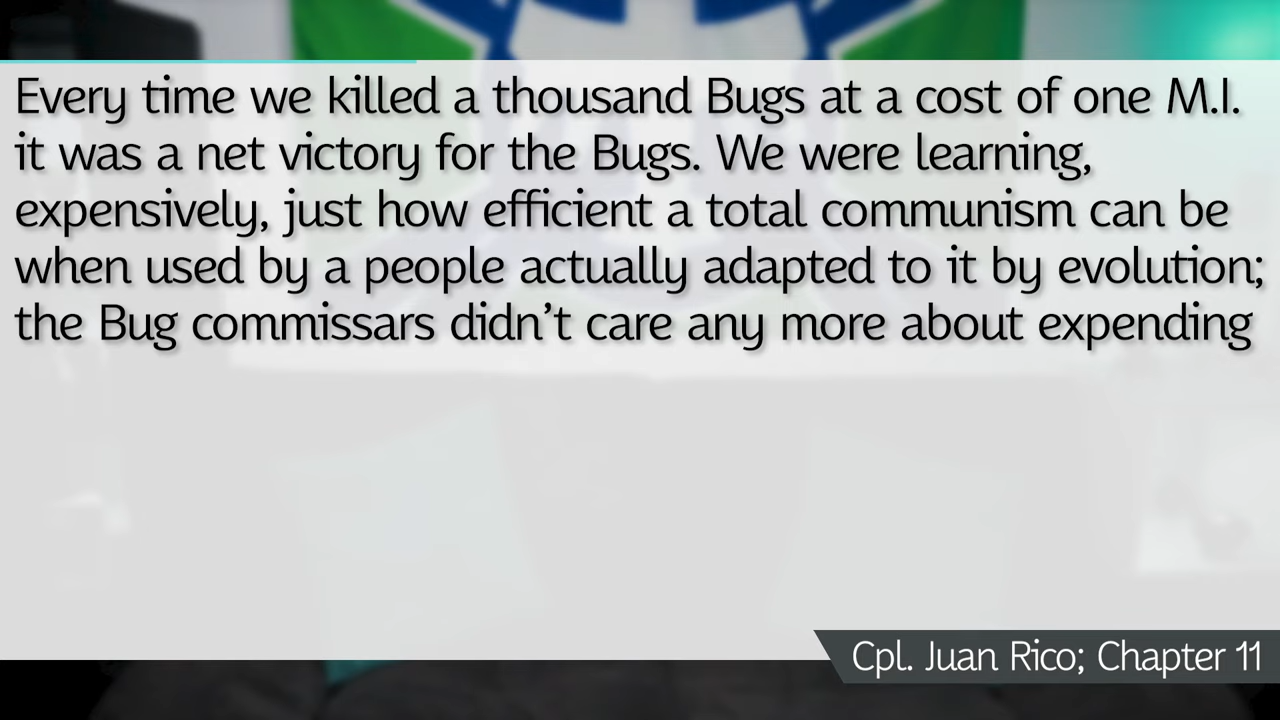 Every time we killed a thousand Bugs at a cost of one M.I.
it was a net victory for the Bugs. We were learning,
expensively, just how efficient a total communism can be
when used by a people actually adapted to it by evolution;
the Bug commissars didn’t care any more about expending
Cpl. Juan Rico; Chapter 11